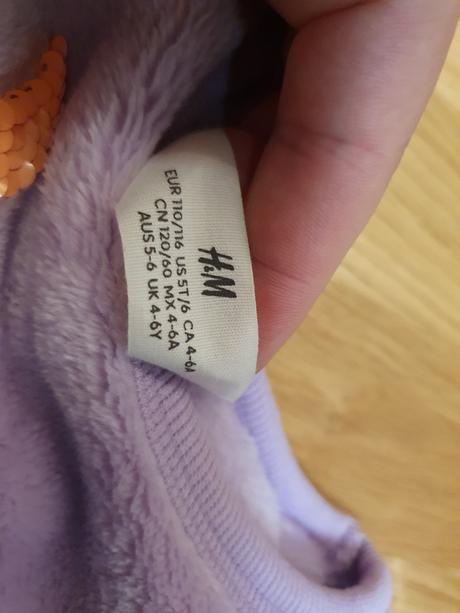 H&M
EUR 110/116 US 5T/6 CA 4-6A
CN 120/60 MX 4-6A
AUS 5-6 UK 4-6Y